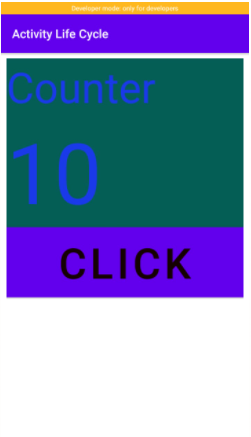 Developer mode: only for developers
Activity Life Cycle
Counter
10
CLICK